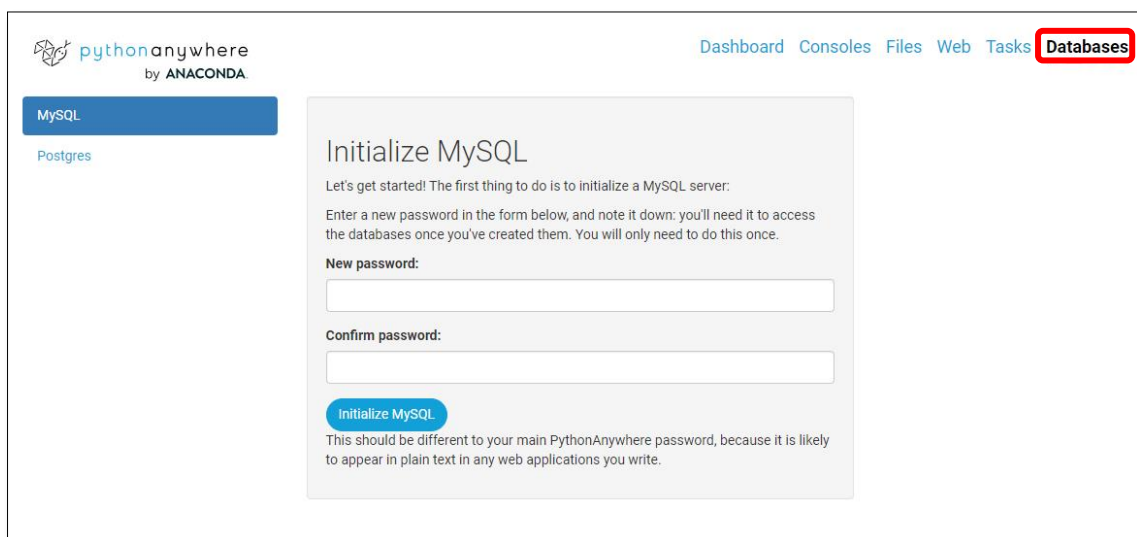 pythonanywhere
by ANACONDA.
Dashboard Consoles Files Web Tasks Databases
MySQL
Postgres
Initialize MySQL
Let's get started! The first thing to do is to initialize a MySQL server:
Enter a new password in the form below, and note it down: you'll need it to access
the databases once you've created them. You will only need to do this once.
New password:
Confirm password:
Initialize MySQL
This should be different to your main PythonAnywhere password, because it is likely
to appear in plain text in any web applications you write.